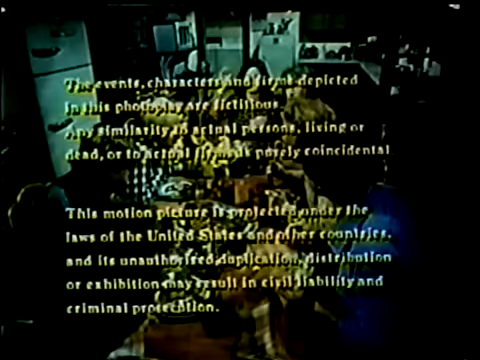 The events, characters and firms depicted
in this photoplay are fictitious.
Any similarity to actual persons, living or
dead, or to actual firms is purely coincidental
This motion picture is projected under the
laws of the United States and other countries,
and its unauthorised duplication, distribution
or exhibition may result in civil liability and
criminal prosecution.